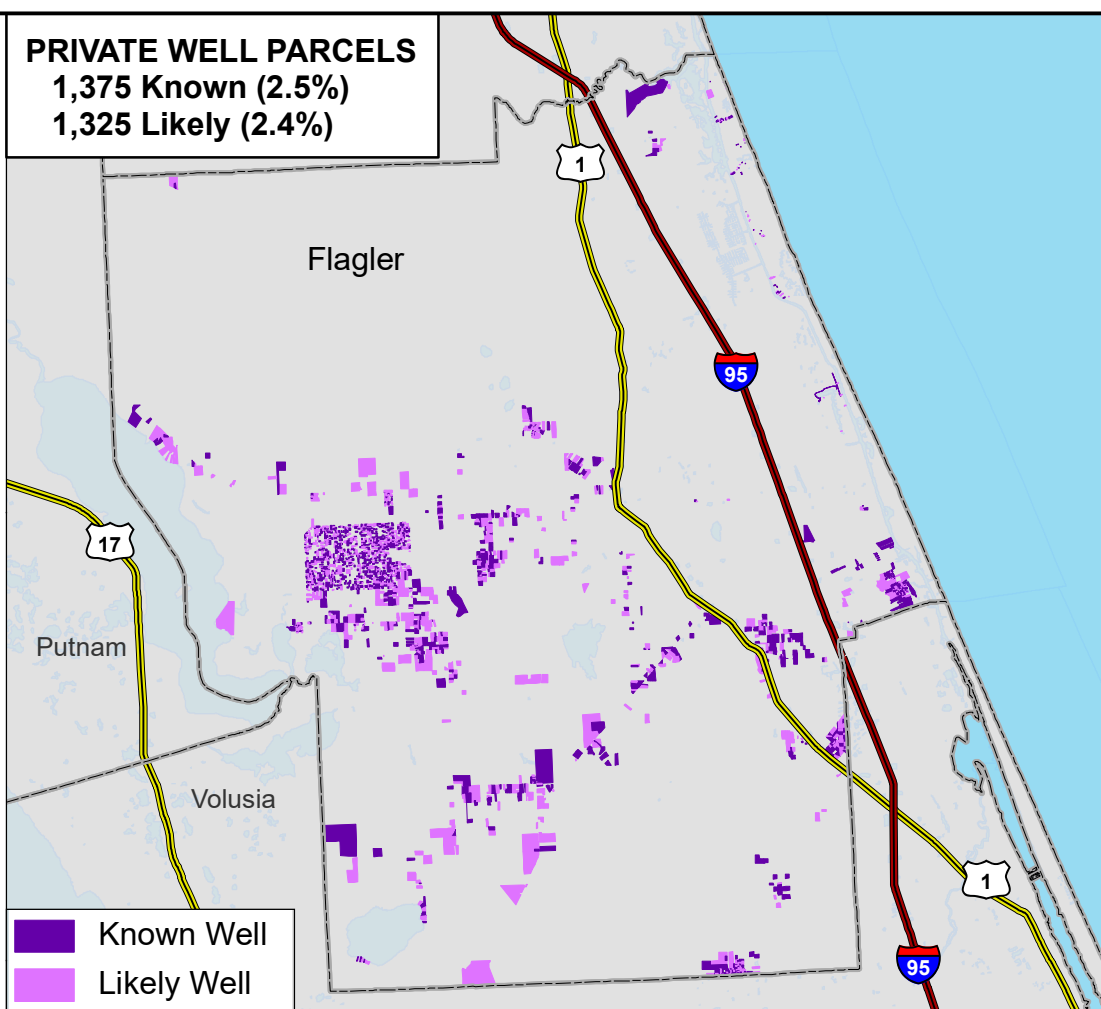 PRIVATE WELL PARCELS
1,375 Known (2.5%)
1,325 Likely (2.4%)
1
Flagler
95
17
Putnam
Volusia
1
95
Known Well
Likely Well